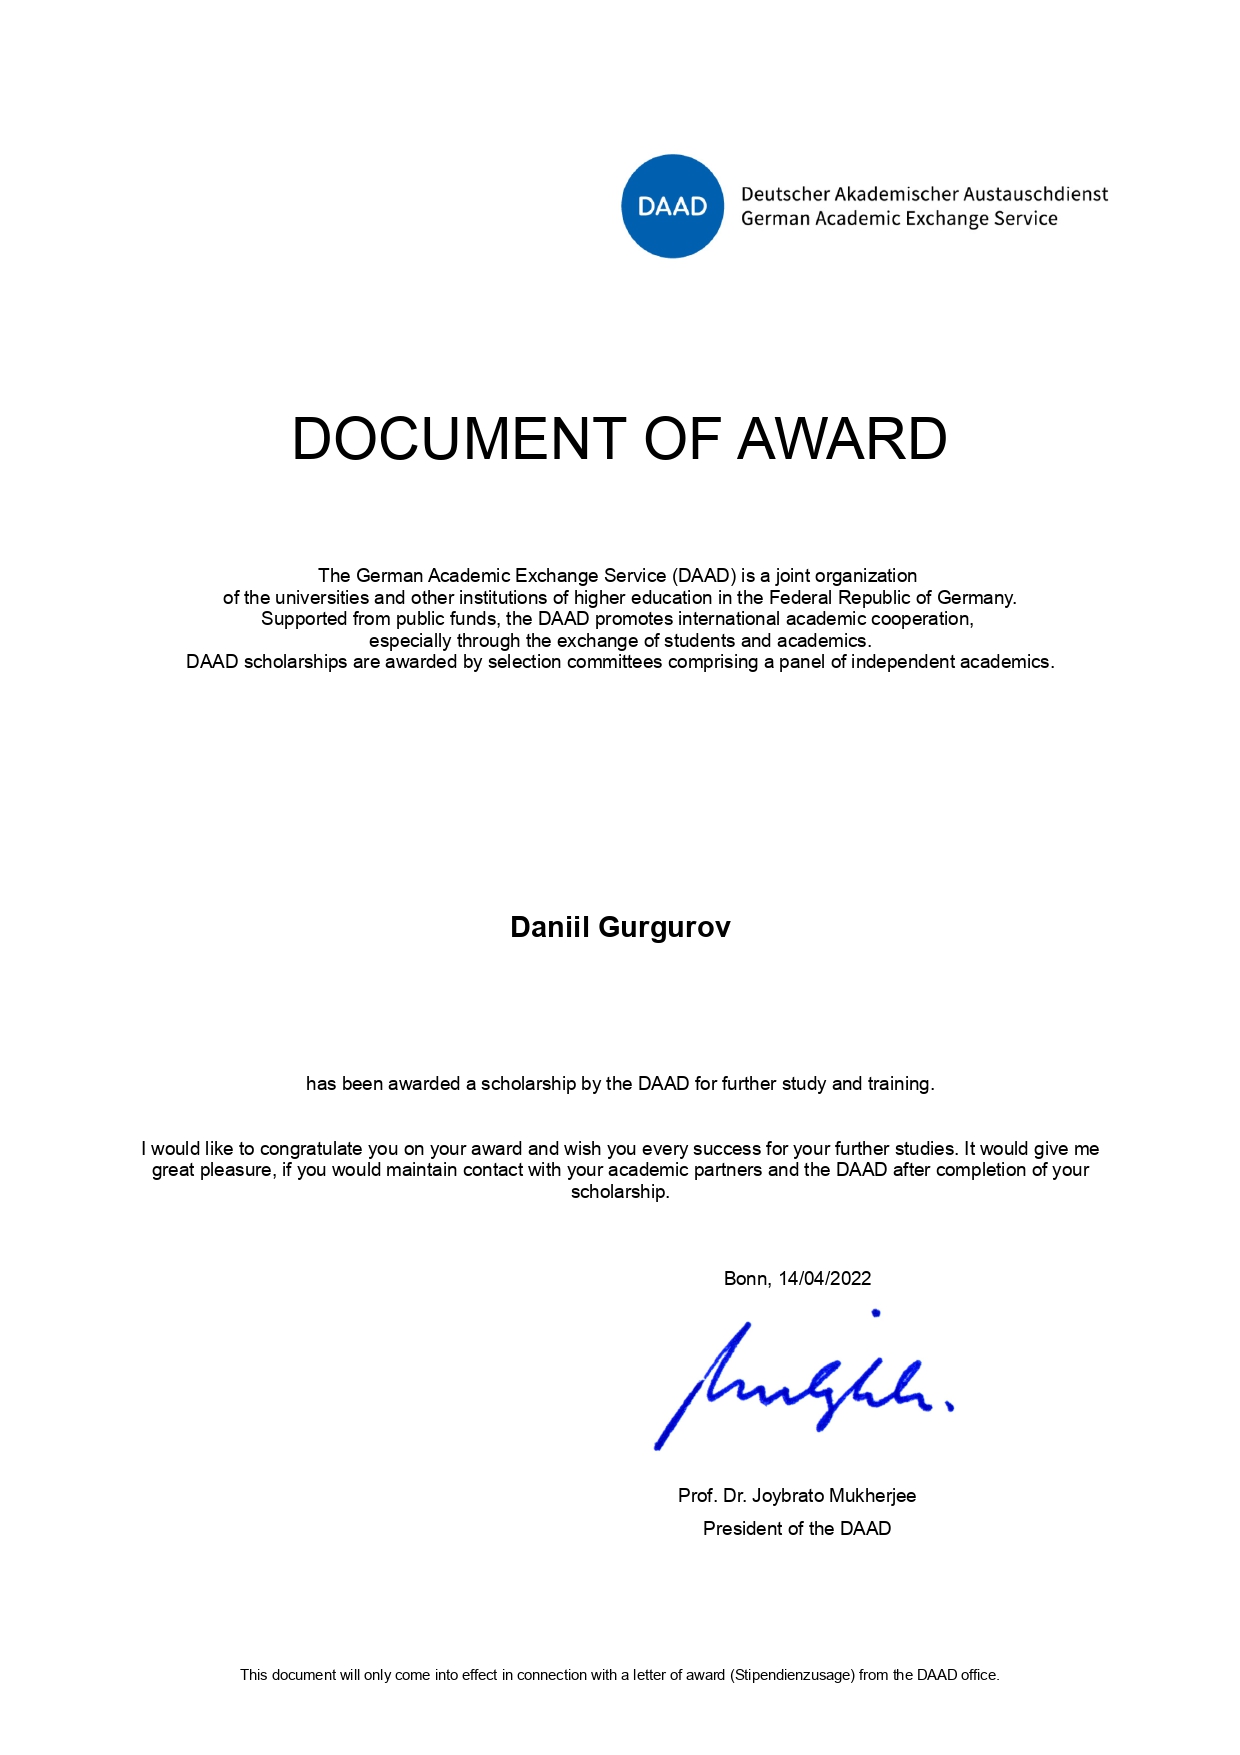 DAAD
Deutscher Akademischer Austauschdienst
German Academic Exchange Service
DOCUMENT OF AWARD
The German Academic Exchange Service (DAAD) is a joint organization
of the universities and other institutions of higher education in the Federal Republic of Germany.
Supported from public funds, the DAAD promotes international academic cooperation,
especially through the exchange of students and academics.
DAAD scholarships are awarded by selection committees comprising a panel of independent academics.
Daniil Gurgurov
has been awarded a scholarship by the DAAD for further study and training.
I would like to congratulate you on your award and wish you every success for your further studies. It would give me
great pleasure, if you would maintain contact with your academic partners and the DAAD after completion of your
scholarship.
Bonn, 14/04/2022
Prof. Dr. Joybrato Mukherjee
President of the DAAD
This document will only come into effect in connection with a letter of award (Stipendienzusage) from the DAAD office.